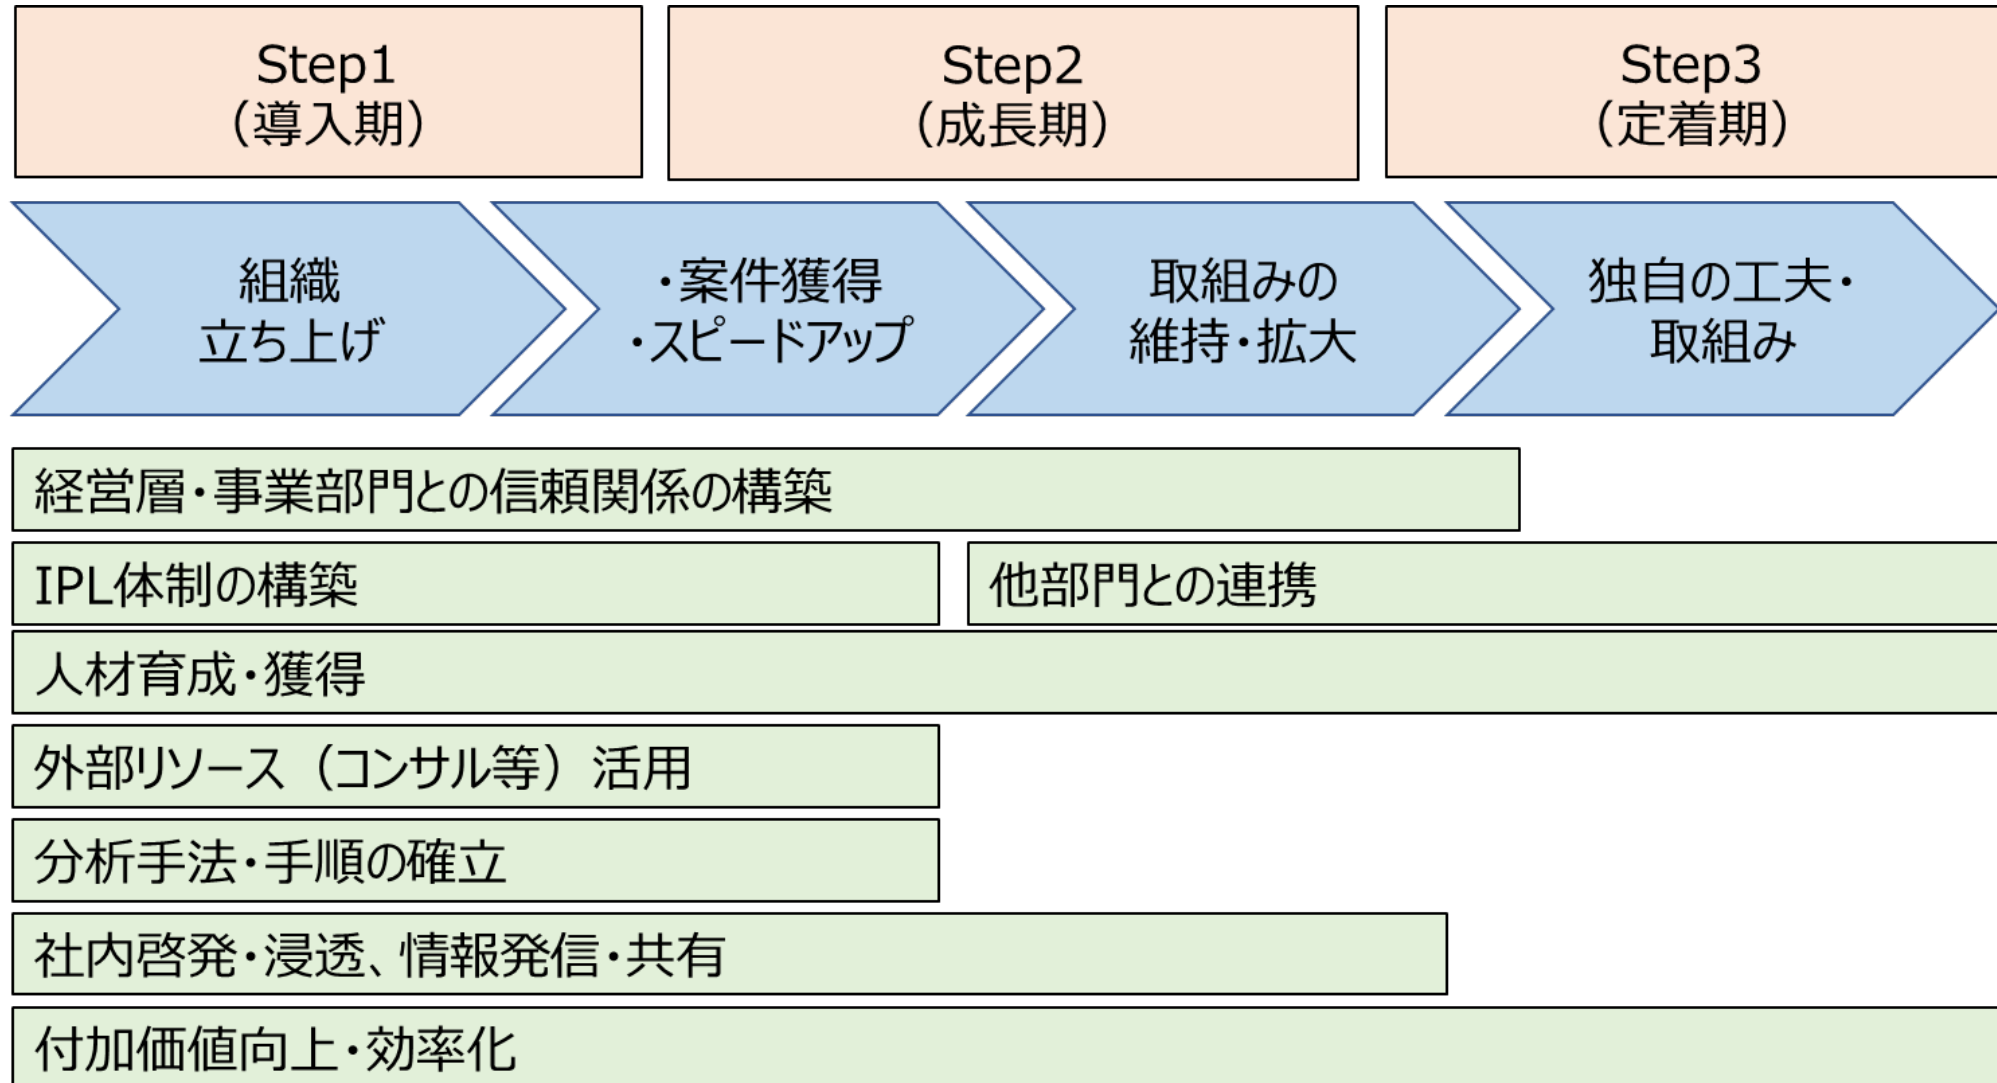 Step1
（導入期）
Step2
（成長期）
Step3
（定着期）
組織
立ち上げ
・案件獲得
・スピードアップ
取組みの
維持・拡大
独自の工夫・
取組み
経営層・事業部門との信頼関係の構築
IPL体制の構築
他部門との連携
人材育成・獲得
外部リソース（コンサル等）活用
分析手法・手順の確立
社内啓発・浸透、情報発信・共有
付加価値向上・効率化